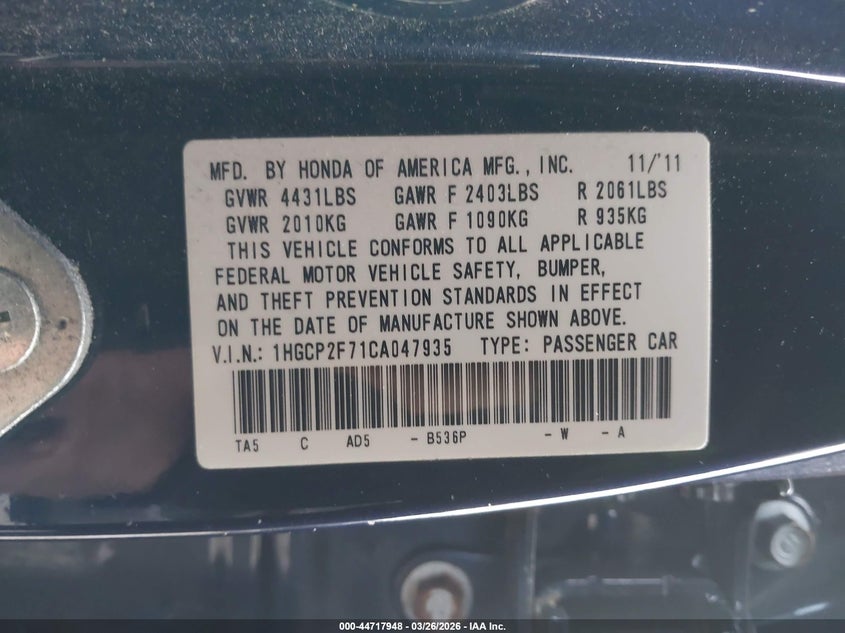 MFD. BY HONDA OF AMERICA MFG., INC. 11/'11
GVWR 4431LBS GAWR F 2403LBS R 2061LBS
GVWR 2010KG GAWR F 1090KG R 935KG
THIS VEHICLE CONFORMS TO ALL APPLICABLE
FEDERAL MOTOR VEHICLE SAFETY, BUMPER,
AND THEFT PREVENTION STANDARDS IN EFFECT
ON THE DATE OF MANUFACTURE SHOWN ABOVE.
V.I.N.: 1HGCP2F71CA047935 TYPE: PASSENGER CAR
TA5 C AD5 - B536P - W - A
000-44717948 | 03/26/2026 - IAA Inc.